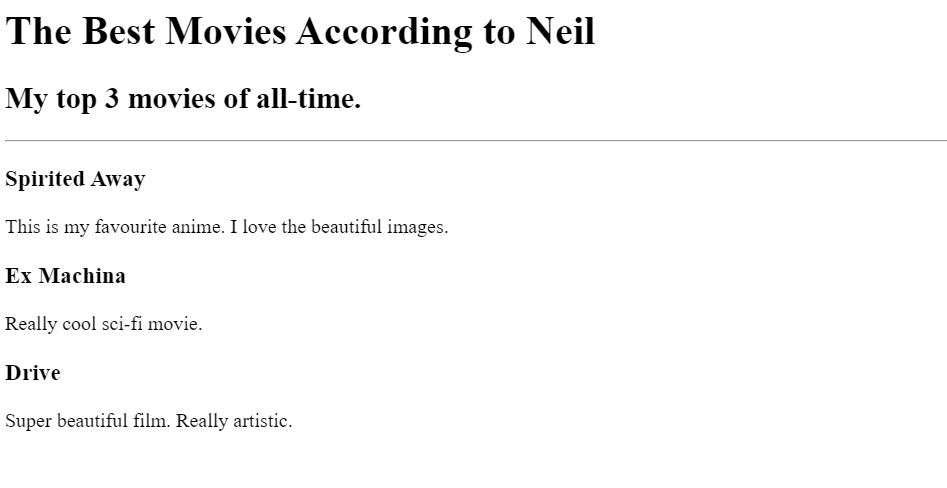 The Best Movies According to Neil
My top 3 movies of all-time.
Spirited Away
This is my favourite anime. I love the beautiful images.
Ex Machina
Really cool sci-fi movie.
Drive
Super beautiful film. Really artistic.